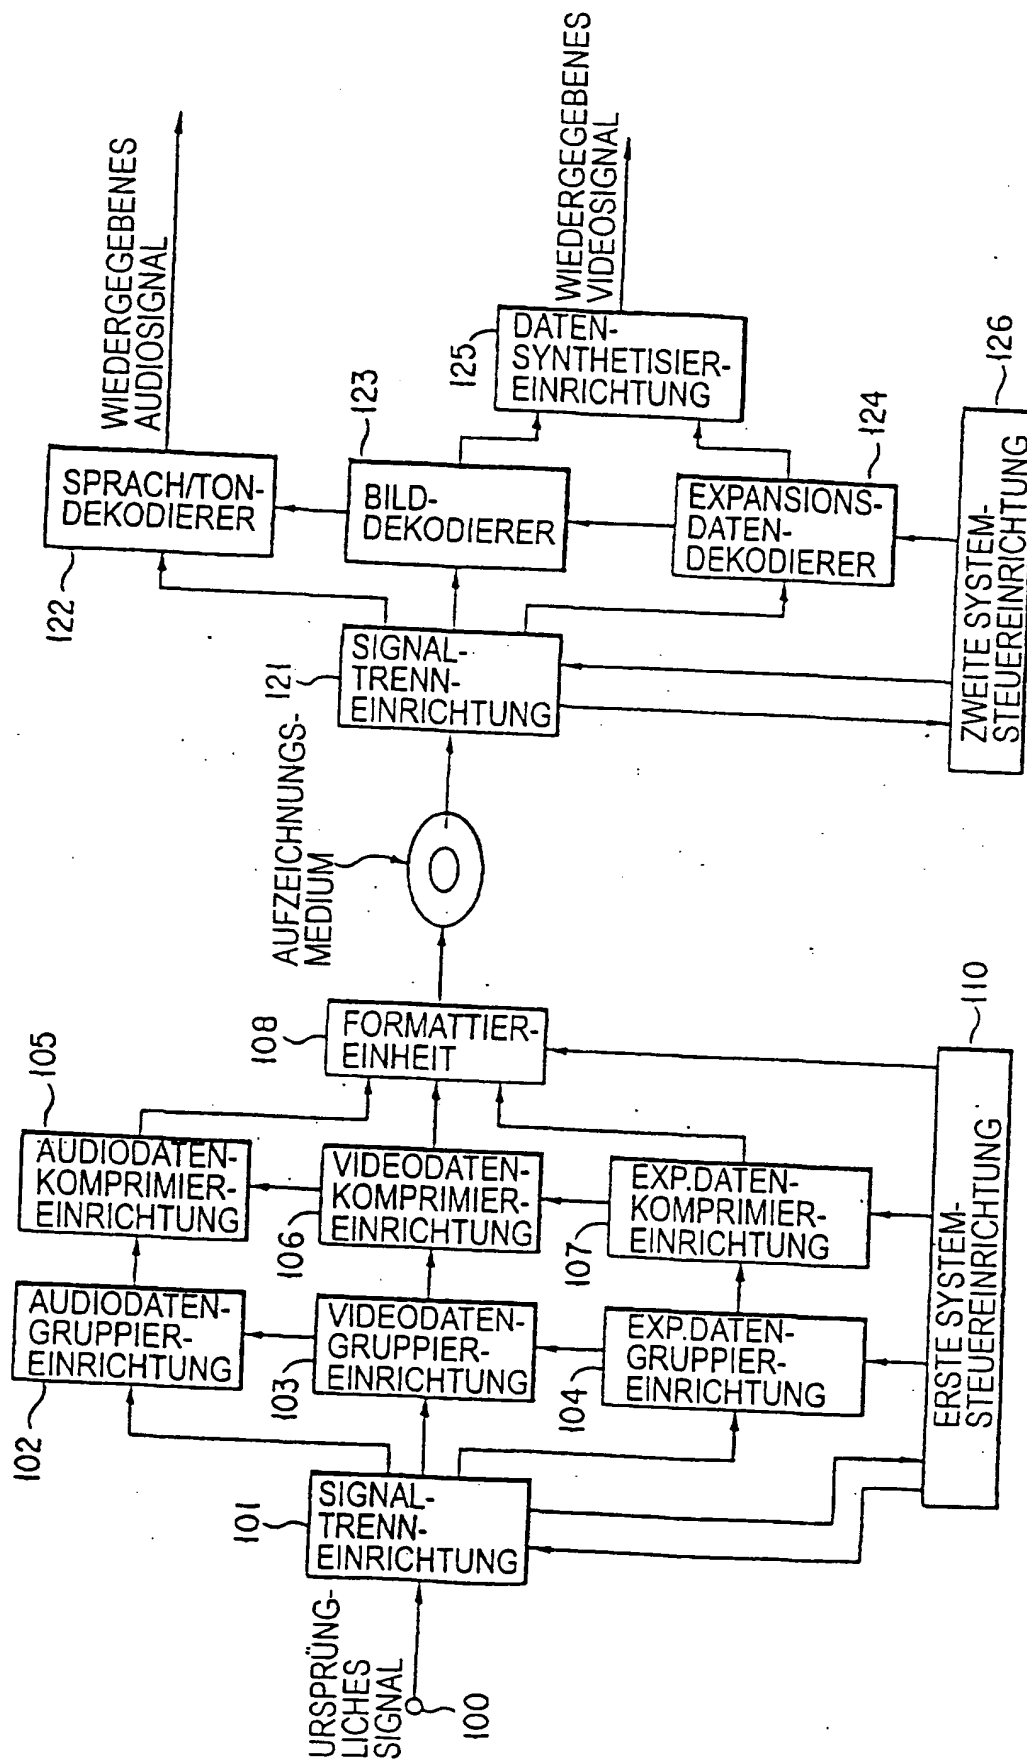 URSPRÜNG-
LICHES
SIGNAL
100
101
SIGNAL-
TRENN-
EINRICHTUNG
102
AUDIODATEN-
GRUPPIER-
EINRICHTUNG
103
VIDEODATEN-
GRUPPIER-
EINRICHTUNG
104
EXP.DATEN-
GRUPPIER-
EINRICHTUNG
105
AUDIODATEN-
KOMPRIMIER-
EINRICHTUNG
106
VIDEODATEN-
KOMPRIMIER-
EINRICHTUNG
107
EXP.DATEN-
KOMPRIMIER-
EINRICHTUNG
108
FORMATTIER-
EINHEIT
110
ERSTE SYSTEM-
STEUEREINRICHTUNG
AUFZEICHNUNGS-
MEDIUM
121
SIGNAL-
TRENN-
EINRICHTUNG
122
SPRACH/TON-
DEKODIERER
123
BILD-
DEKODIERER
124
EXPANSIONS-
DATEN-
DEKODIERER
125
DATEN-
SYNTHETISIER-
EINRICHTUNG
126
ZWEITE SYSTEM-
STEUEREINRICHTUNG
WIEDERGEGEBENES
AUDIOSIGNAL
WIEDERGEGEBENES
VIDEOSIGNAL